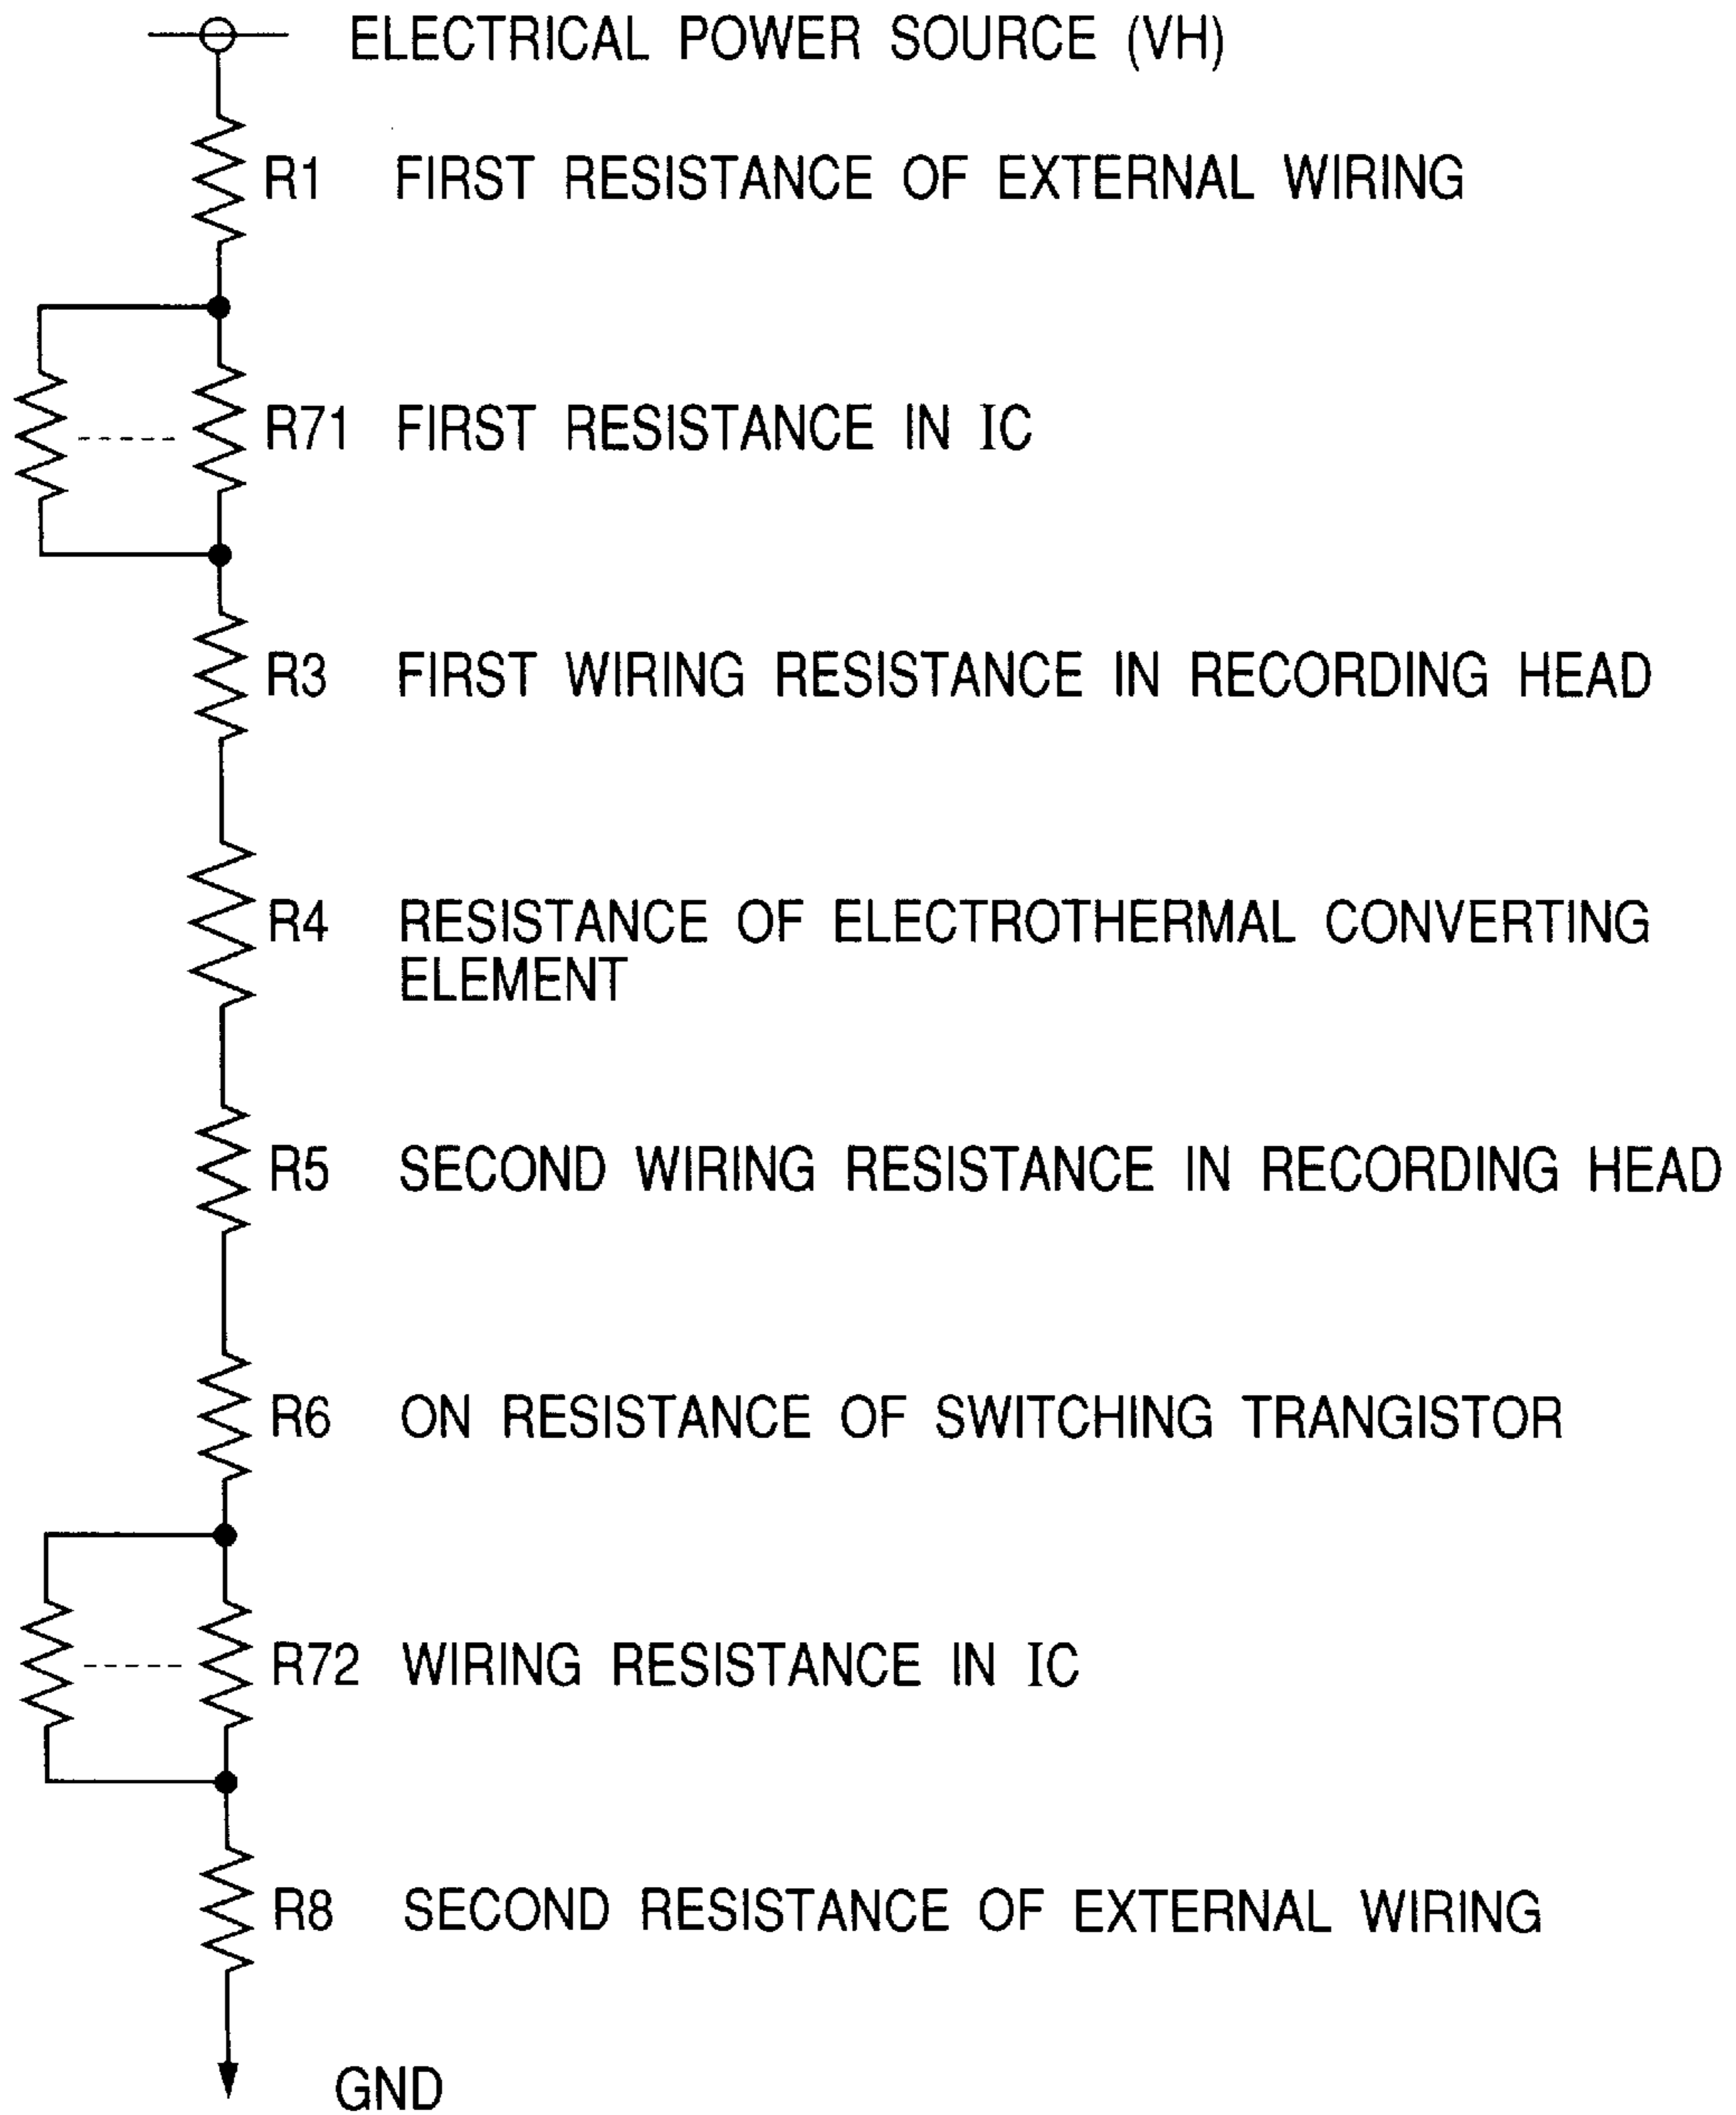 ELECTRICAL POWER SOURCE (VH)
R1 FIRST RESISTANCE OF EXTERNAL WIRING
R71 FIRST RESISTANCE IN IC
R3 FIRST WIRING RESISTANCE IN RECORDING HEAD
R4 RESISTANCE OF ELECTROTHERMAL CONVERTING
ELEMENT
R5 SECOND WIRING RESISTANCE IN RECORDING HEAD
R6 ON RESISTANCE OF SWITCHING TRANGISTOR
R72 WIRING RESISTANCE IN IC
R8 SECOND RESISTANCE OF EXTERNAL WIRING
GND